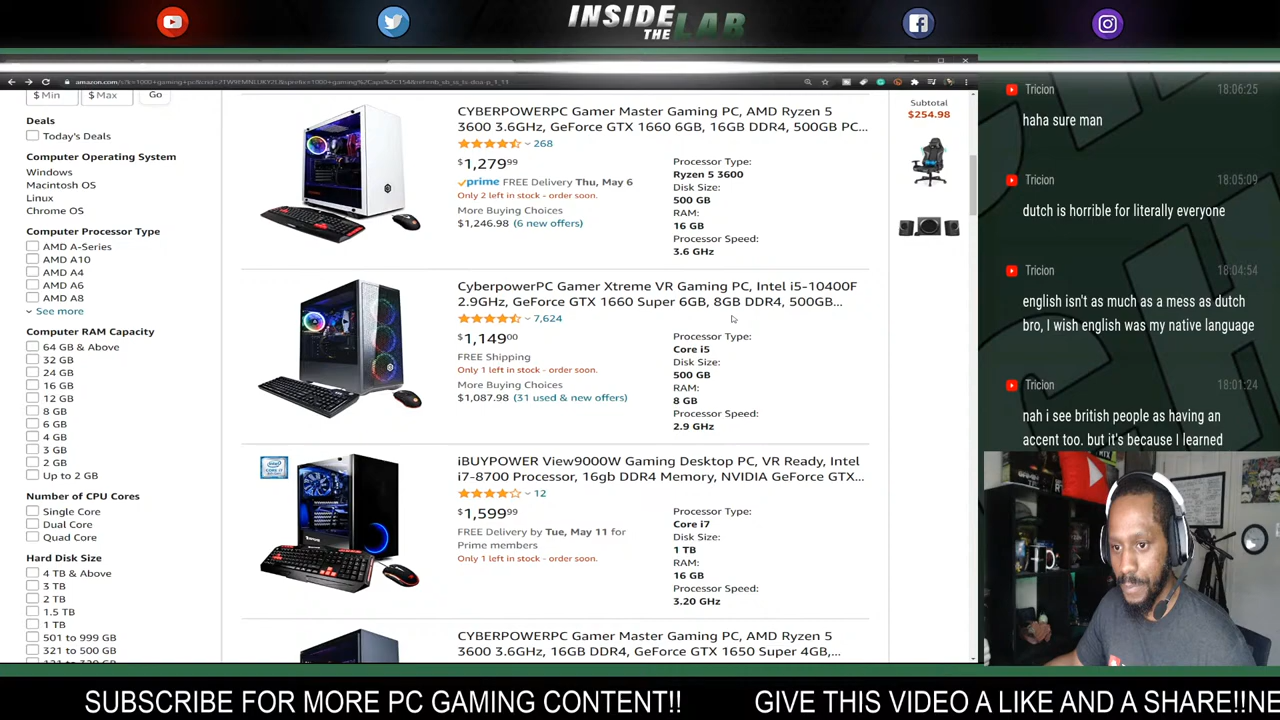 INSIDE
THE LAB
$ Min
$ Max
Go
Deals
Today's Deals
Computer Operating System
Windows
Macintosh OS
Linux
Chrome OS
Computer Processor Type
AMD A-Series
AMD A10
AMD A4
AMD A6
AMD A8
See more
Computer RAM Capacity
64 GB & Above
32 GB
24 GB
16 GB
12 GB
8 GB
6 GB
4 GB
3 GB
2 GB
Up to 2 GB
Number of CPU Cores
Single Core
Dual Core
Quad Core
Hard Disk Size
4 TB & Above
3 TB
2 TB
1.5 TB
1 TB
501 to 999 GB
321 to 500 GB
CYBERPOWERPC Gamer Master Gaming PC, AMD Ryzen 5
3600 3.6GHz, GeForce GTX 1660 6GB, 16GB DDR4, 500GB PC...
268
$1,279.99
prime FREE Delivery Thu, May 6
Only 2 left in stock - order soon.
More Buying Choices
$1,246.98 (6 new offers)
Processor Type:
Ryzen 5 3600
Disk Size:
500 GB
RAM:
16 GB
Processor Speed:
3.6 GHz
CyberpowerPC Gamer Xtreme VR Gaming PC, Intel i5-10400F
2.9GHz, GeForce GTX 1660 Super 6GB, 8GB DDR4, 500GB...
7,624
$1,149.00
FREE Shipping
Only 1 left in stock - order soon.
More Buying Choices
$1,087.98 (31 used & new offers)
Processor Type:
Core i5
Disk Size:
500 GB
RAM:
8 GB
Processor Speed:
2.9 GHz
iBUYPOWER View9000W Gaming Desktop PC, VR Ready, Intel
i7-8700 Processor, 16gb DDR4 Memory, NVIDIA GeForce GTX...
12
$1,599.99
FREE Delivery by Tue, May 11 for
Prime members
Only 1 left in stock - order soon.
Processor Type:
Core i7
Disk Size:
1 TB
RAM:
16 GB
Processor Speed:
3.20 GHz
CYBERPOWERPC Gamer Master Gaming PC, AMD Ryzen 5
3600 3.6GHz, 16GB DDR4, GeForce GTX 1650 Super 4GB,...
Subtotal
$254.98
Tricion 18:06:25
haha sure man
Tricion 18:05:09
dutch is horrible for literally everyone
Tricion 18:04:54
english isn't as much as a mess as dutch
bro, I wish english was my native language
Tricion 18:01:24
nah i see british people as having an
accent too. but it's because I learned
SUBSCRIBE FOR MORE PC GAMING CONTENT!! GIVE THIS VIDEO A LIKE AND A SHARE!!NE